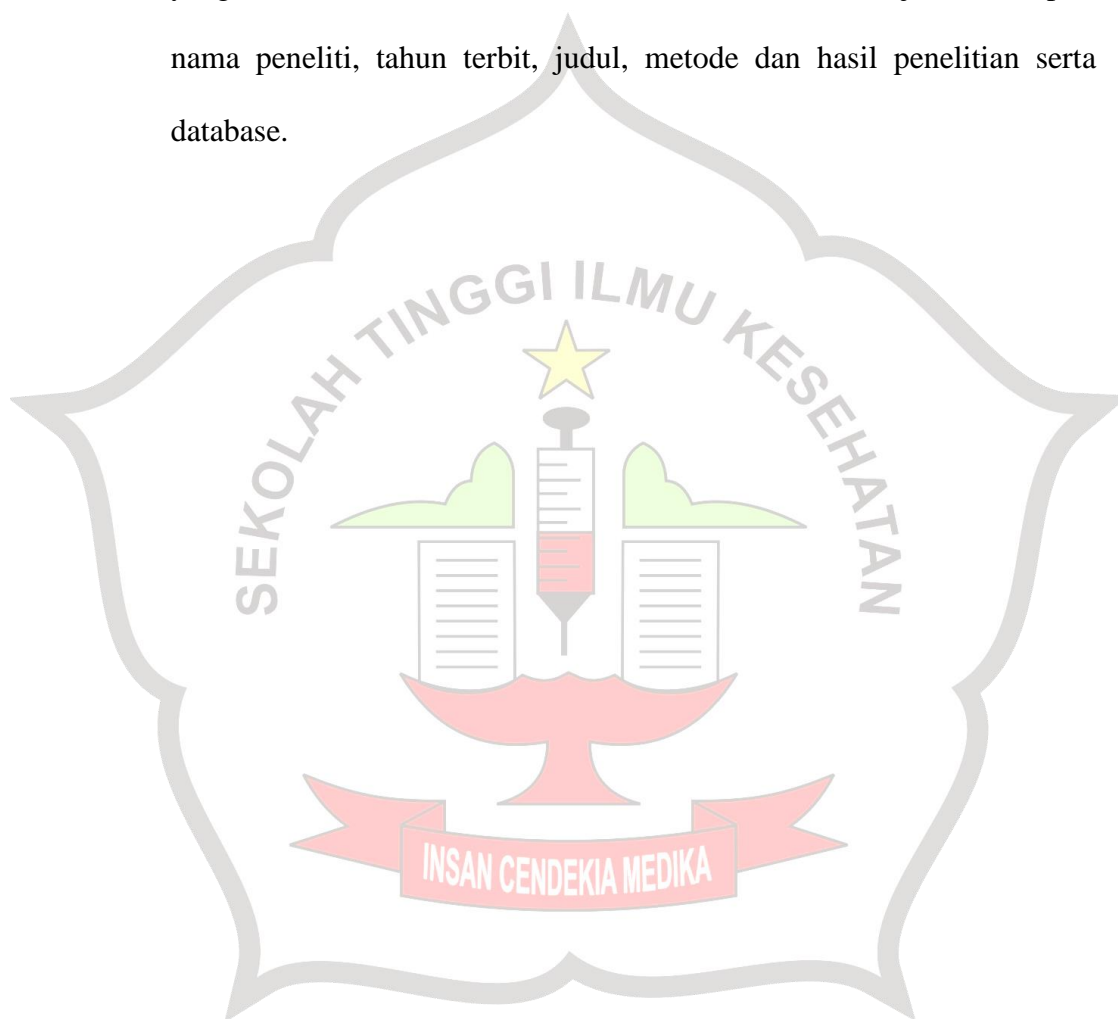 nama peneliti, tahun terbit, judul, metode dan hasil penelitian serta
database.
SEKOLAH TINGGI ILMU KESEHATAN
INSAN CENDEKIA MEDIKA